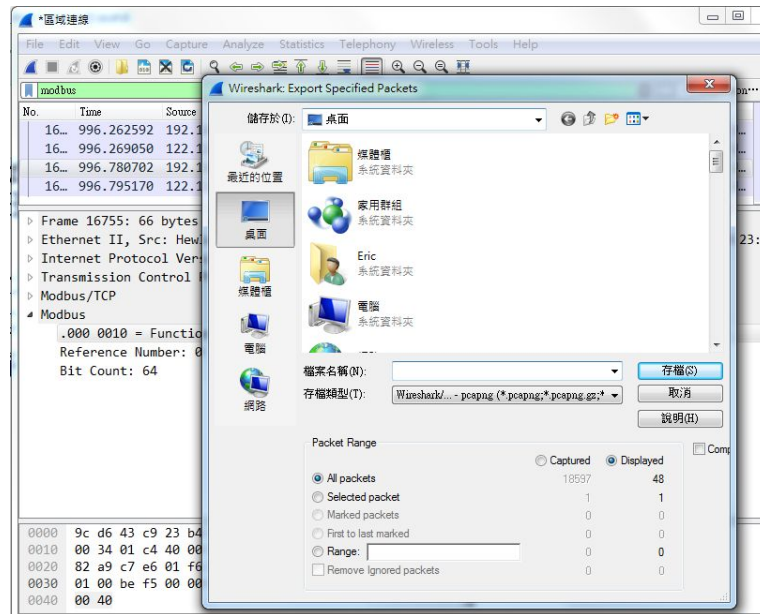 *區域連線
File Edit View Go Capture Analyze Statistics Telephony Wireless Tools Help
modbus
No. Time Source
16… 996.262592 192.1
16… 996.269050 122.1
16… 996.780702 192.1
16… 996.795170 122.1
Frame 16755: 66 bytes
Ethernet II, Src: Hew
Internet Protocol Ver
Transmission Control
Modbus/TCP
Modbus
.000 0010 = Functio
Reference Number: 0
Bit Count: 64
23:
0000 9c d6 43 c9 23 b4
0010 00 34 01 c4 40 00
0020 82 a9 c7 e6 01 f6
0030 01 00 be f5 00 00
0040 00 40
Wireshark: Export Specified Packets
儲存於(I): 桌面
最近的位置
桌面
媒體櫃
電腦
網路
媒體櫃
系統資料夾
家用群組
系統資料夾
Eric
系統資料夾
電腦
系統資料夾
檔案名稱(N):
存檔(S)
存檔類型(T): Wireshark/... - pcapng (*.pcapng;*.pcapng.gz;*
取消
說明(H)
Packet Range
Captured Displayed
All packets 18597 48
Selected packet 1 1
Marked packets 0 0
First to last marked 0 0
Range: 0 0
Remove Ignored packets 0 0
Comp